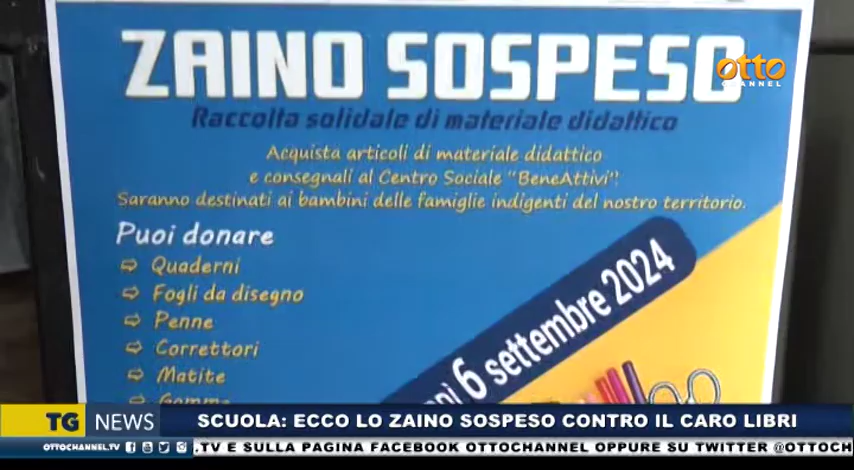 ZAINO SOSPESO
otto
CHANNEL
Raccolta solidale di materiale didattico
Acquista articoli di materiale didattico
e consegnali al Centro Sociale "BeneAttivi"!
Saranno destinati ai bambini delle famiglie indigenti del nostro territorio.
Puoi donare
⇨ Quaderni
⇨ Fogli da disegno
⇨ Penne
⇨ Correttori
⇨ Matite
⇨ Gomme
6 settembre 2024
TG NEWS
SCUOLA: ECCO LO ZAINO SOSPESO CONTRO IL CARO LIBRI
OTTOCHANNEL.TV
.TV E SULLA PAGINA FACEBOOK OTTOCHANNEL OPPURE SU TWITTER @OTTOCH